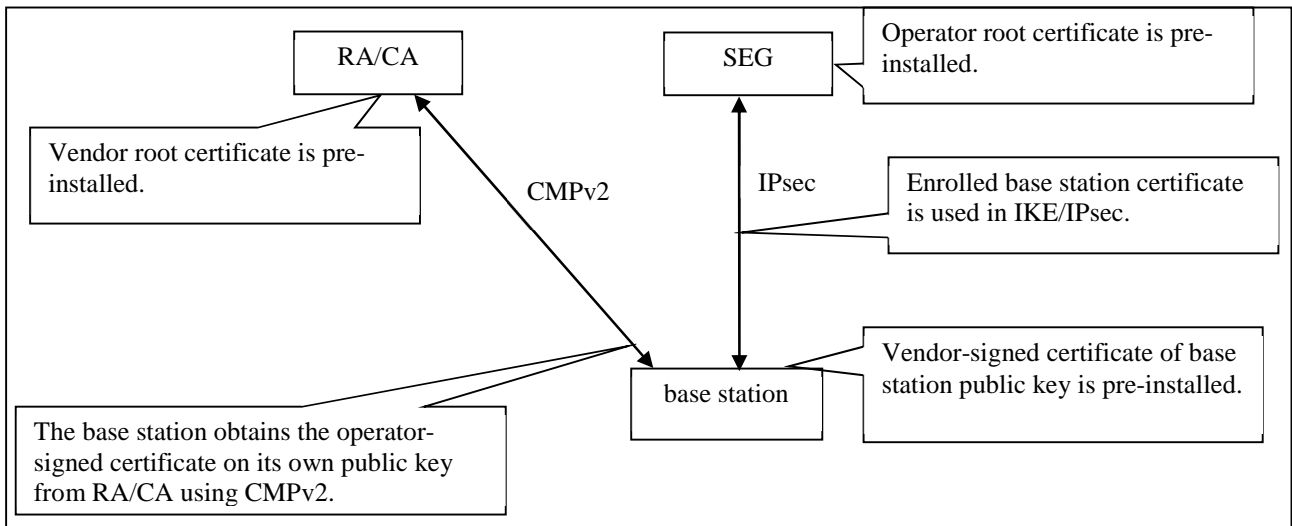 RA/CA
SEG
Operator root certificate is pre-
installed.
Vendor root certificate is pre-
installed.
CMPv2
IPsec
Enrolled base station certificate
is used in IKE/IPsec.
Vendor-signed certificate of base
station public key is pre-installed.
base station
The base station obtains the operator-
signed certificate on its own public key
from RA/CA using CMPv2.